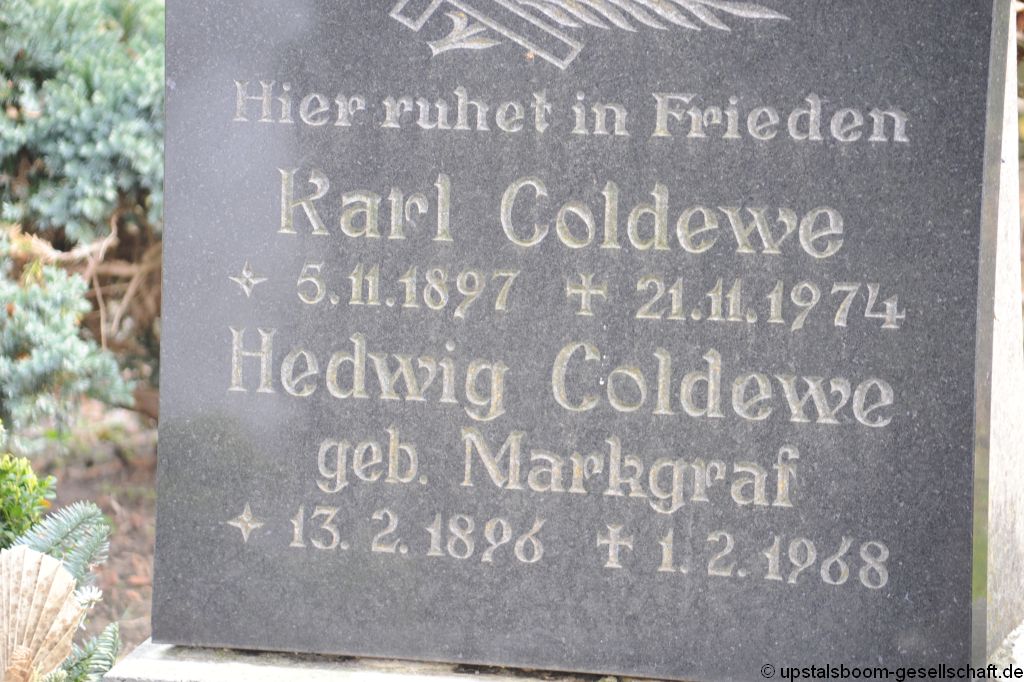 Hier ruhet in Frieden
Karl Coldewe
✧ 5.11.1897 ✝ 21.11.1974
Hedwig Coldewe
geb. Markgraf
✧ 13. 2. 1896 ✝ 1. 2. 1968
© upstalsboom-gesellschaft.de